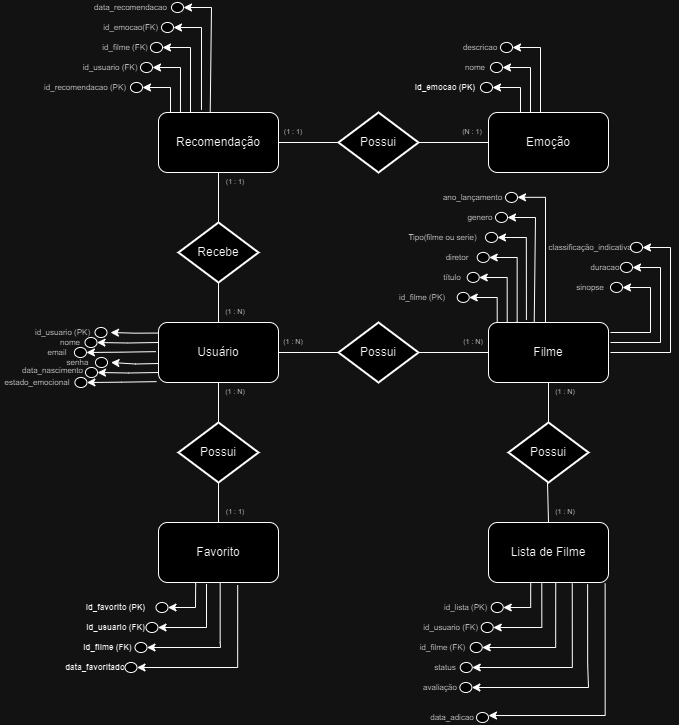 data_recomendacao
id_emocao(FK)
id_filme (FK)
id_usuario (FK)
id_recomendacao (PK)
descricao
nome
id_emocao (PK)
Recomendação
(1 : 1)
Possui
(N : 1)
Emoção
(1 : 1)
Recebe
(1 : N)
ano_lançamento
genero
Tipo(filme ou serie)
diretor
título
id_filme (PK)
classificação_indicativa
duracao
sinopse
id_usuario (PK)
nome
email
senha
data_nascimento
estado_emocional
Usuário
(1 : N)
Possui
(1 : N)
Filme
(1 : N)
Possui
(1 : 1)
(1 : N)
Possui
(1 : N)
Favorito
Lista de Filme
id_favorito (PK)
id_usuario (FK)
id_filme (FK)
data_favoritado
id_lista (PK)
id_usuario (FK)
id_filme (FK)
status
avaliação
data_adicao